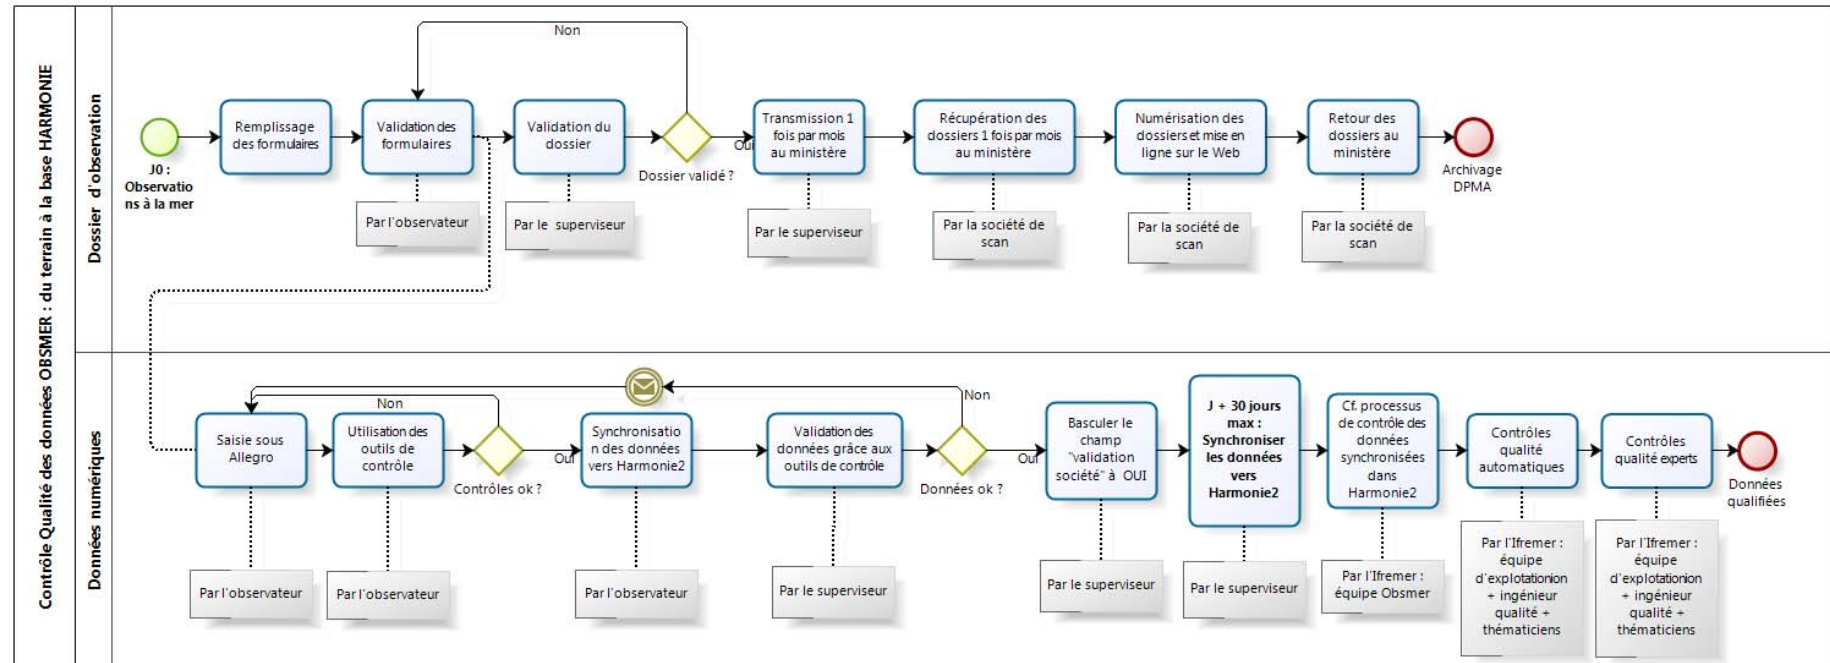 Contrôle Qualité des données OBSMER : du terrain à la base HARMONIE
Dossier d'observation
Non
J0 :
Observatio
ns à la mer
Remplissage
des formulaires
Validation des
formulaires
Par l'observateur
Validation du
dossier
Par le superviseur
Dossier validé ?
Oui
Transmission 1
fois par mois
au ministère
Par le superviseur
Récupération des
dossiers 1 fois par mois
au ministère
Par la société de
scan
Numérisation des
dossiers et mise en
ligne sur le Web
Par la société de
scan
Retour des
dossiers au
ministère
Par la société de
scan
Archivage
DPMA
Données numériques
Saisie sous
Allegro
Par l'observateur
Non
Utilisation des
outils de
contrôle
Par l'observateur
Contrôles ok ?
Oui
Synchronisatio
n des données
vers Harmonie2
Par l'observateur
Validation des
données grâce aux
outils de contrôle
Par le superviseur
Non
Données ok ?
Oui
Basculer le
champ
"validation
société" à OUI
Par le superviseur
J + 30 jours
max :
Synchroniser
les données
vers
Harmonie2
Par le superviseur
Cf. processus
de contrôle des
données
synchronisées
dans
Harmonie2
Par l'Ifremer :
équipe Obsmer
Contrôles
qualité
automatiques
Par l'Ifremer :
équipe
d'explotationion
+ ingénieur
qualité +
thématiciens
Contrôles
qualité experts
Par l'Ifremer :
équipe
d'explotationion
+ ingénieur
qualité +
thématiciens
Données
qualifiées